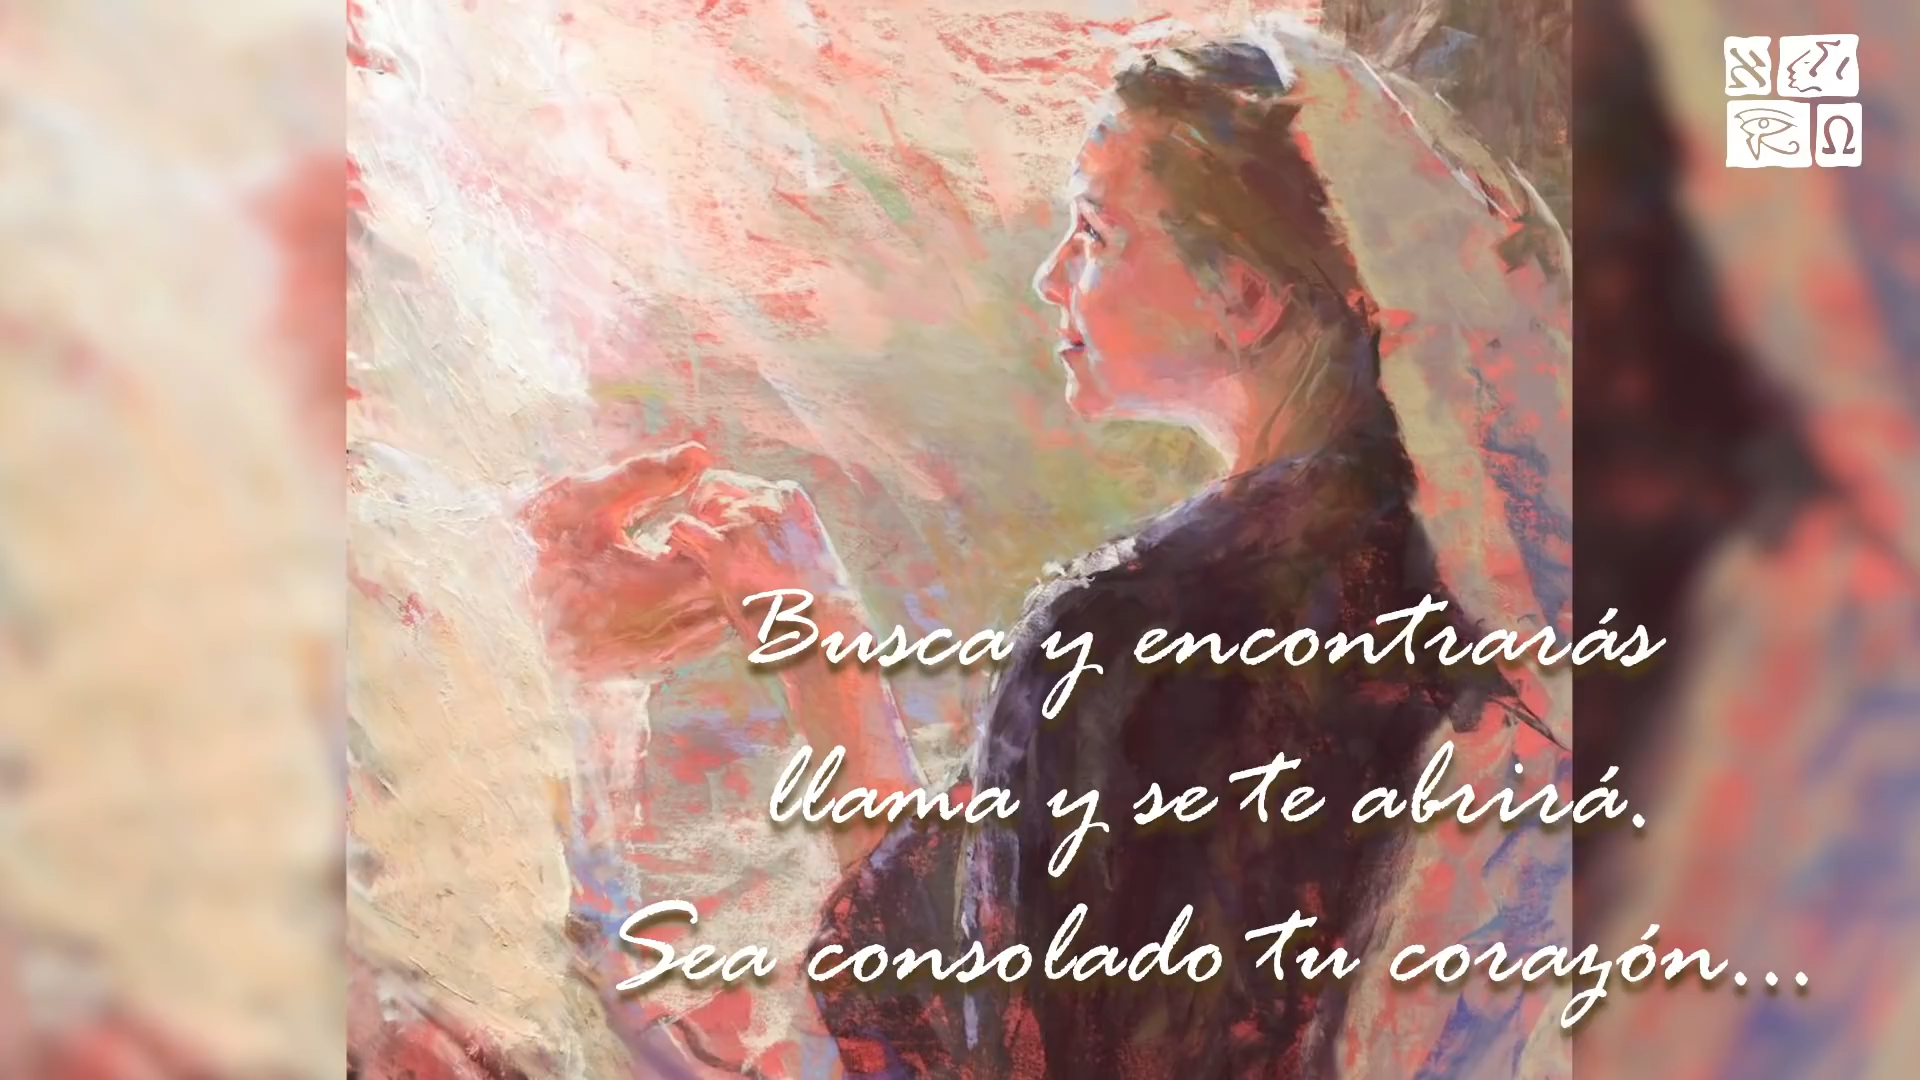 Busca y encontrarás
llama y se te abrirá.
Sea consolado tu corazón...
א
Ω